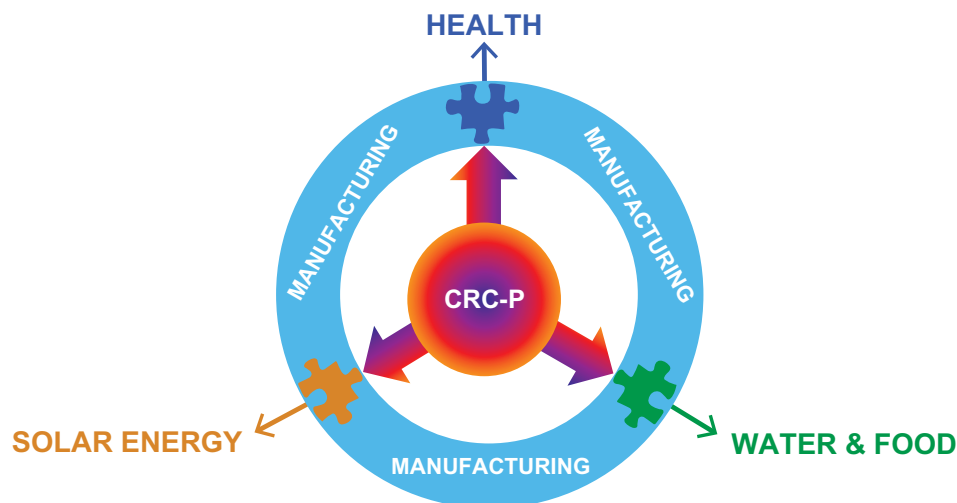 HEALTH
MANUFACTURING
MANUFACTURING
CRC-P
SOLAR ENERGY
WATER & FOOD
MANUFACTURING